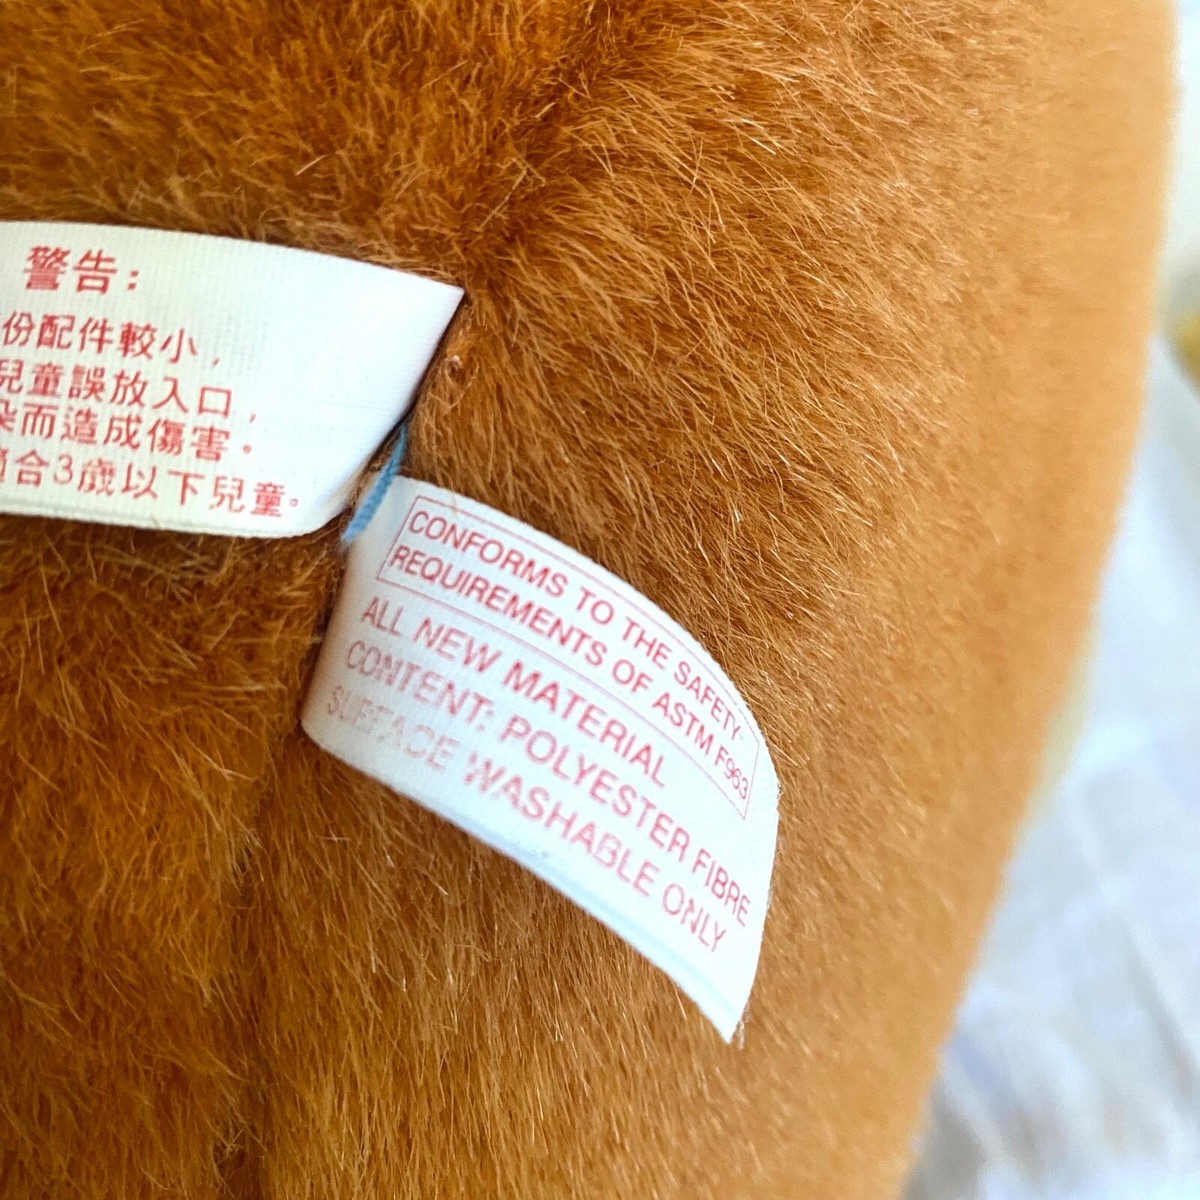 警告:
份配件較小，
兒童誤放入口，
而造成傷害。
合3歲以下兒童。
CONFORMS TO THE SAFETY
REQUIREMENTS OF ASTM F963
ALL NEW MATERIAL
CONTENT: POLYESTER FIBRE
SURFACE WASHABLE ONLY